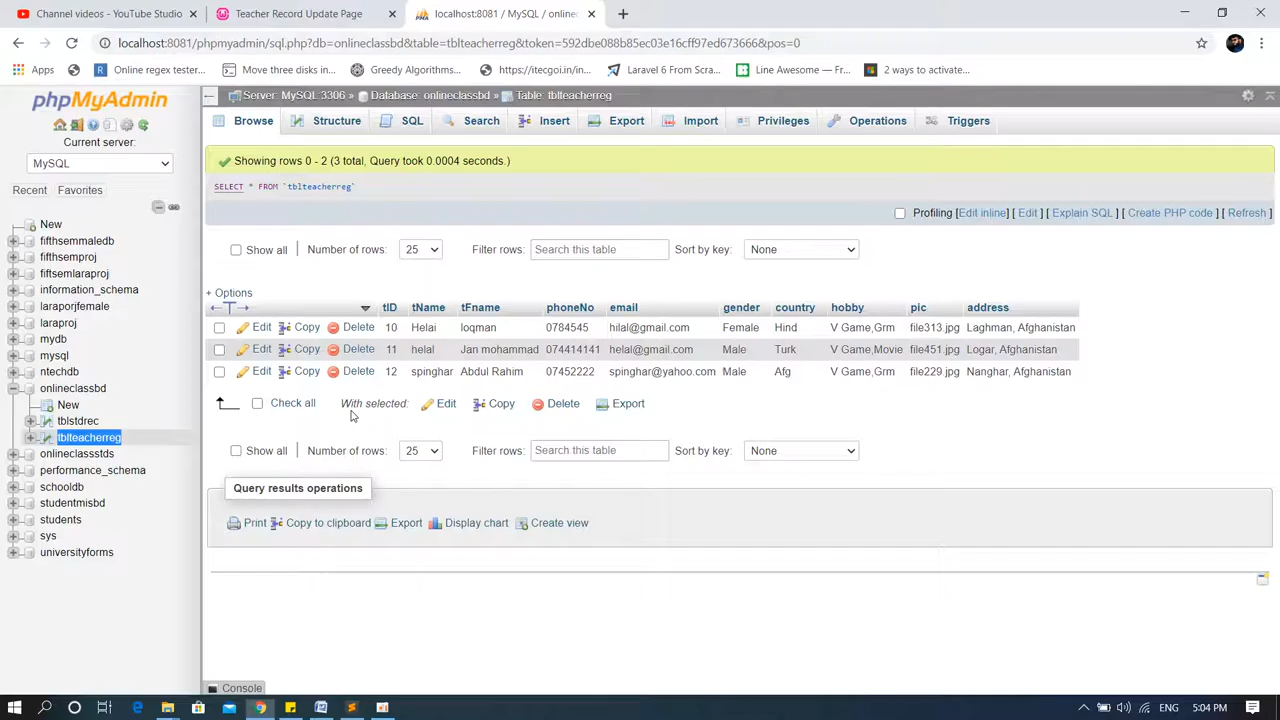 Channel videos - YouTube Studio
Teacher Record Update Page
localhost:8081 / MySQL / onlinec
localhost:8081/phpmyadmin/sql.php?db=onlineclassbd&table=tblteacherreg&token=592dbe088b85ec03e16cff97ed673666&pos=0
Apps
Online regex tester...
Move three disks in...
Greedy Algorithms...
https://itecgoi.in/in...
Laravel 6 From Scra...
Line Awesome — Fr...
2 ways to activate...
phpMyAdmin
Current server:
MySQL
Recent Favorites
New
fifthsemmaledb
fifthsemproj
fiftsemlaraproj
information_schema
laraporjfemale
laraproj
mydb
mysql
ntechdb
onlineclassbd
New
tblstdrec
tblteacherreg
onlineclassstds
performance_schema
schooldb
studentmisbd
students
sys
universityforms
Server: MySQL:3306 » Database: onlineclassbd » Table: tblteacherreg
Browse Structure SQL Search Insert Export Import Privileges Operations Triggers
Showing rows 0 - 2 (3 total, Query took 0.0004 seconds.)
SELECT * FROM `tblteacherreg`
Profiling [Edit inline] [ Edit ] [ Explain SQL ] [ Create PHP code ] [ Refresh ]
Show all Number of rows: 25 Filter rows: Search this table Sort by key: None
+ Options
tID tName tFname phoneNo email gender country hobby pic address
Edit Copy Delete 10 Helai loqman 0784545 hilal@gmail.com Female Hind V Game,Grm file313.jpg Laghman, Afghanistan
Edit Copy Delete 11 helal Jan mohammad 074414141 helal@gmail.com Male Turk V Game,Movie file451.jpg Logar, Afghanistan
Edit Copy Delete 12 spinghar Abdul Rahim 07452222 spinghar@yahoo.com Male Afg V Game,Grm file229.jpg Nanghar, Afghanistan
Check all With selected: Edit Copy Delete Export
Show all Number of rows: 25 Filter rows: Search this table Sort by key: None
Query results operations
Print Copy to clipboard Export Display chart Create view
Console
ENG 5:04 PM